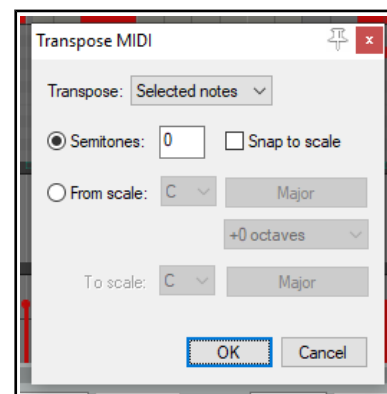 Transpose MIDI x
Transpose: Selected notes
Semitones: 0 Snap to scale
From scale: C Major
+0 octaves
To scale: C Major
OK Cancel